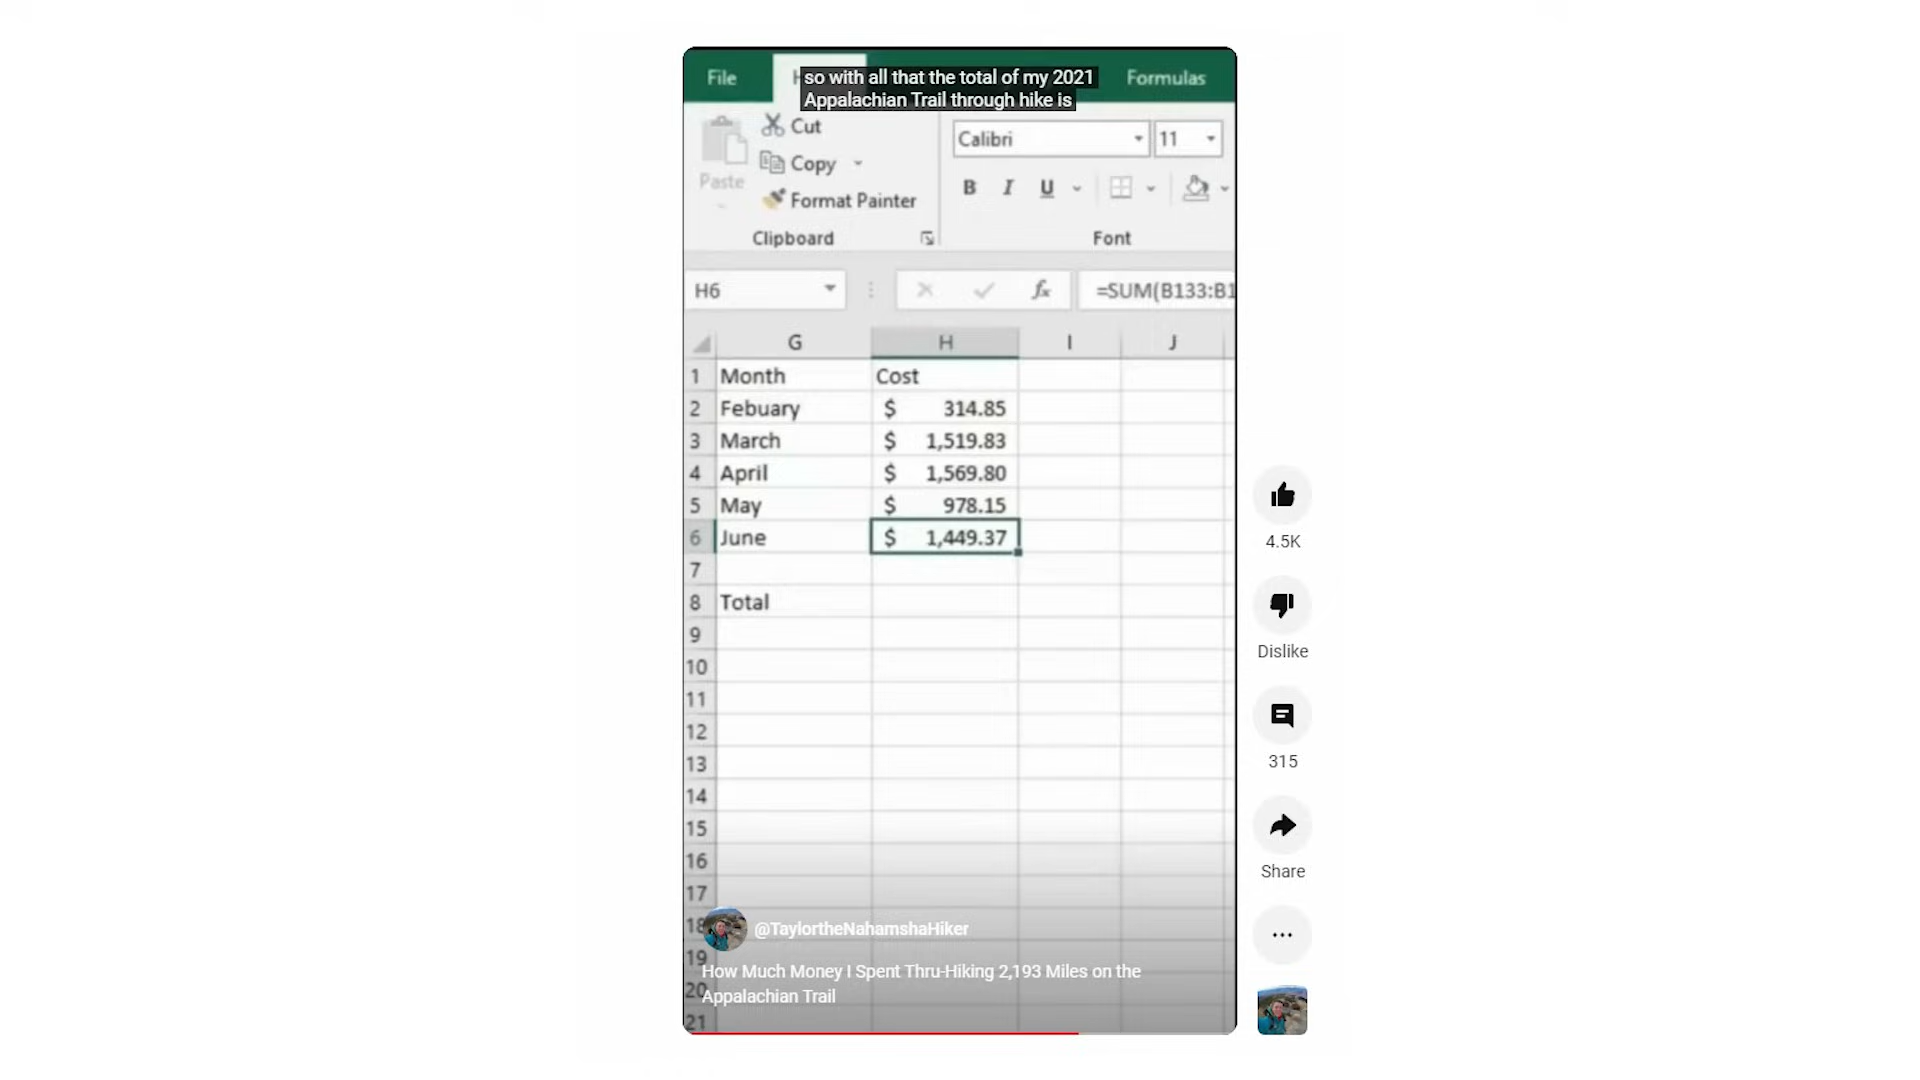 File
Formulas
so with all that the total of my 2021
Appalachian Trail through hike is
Cut
Copy
Paste
Format Painter
Clipboard
Calibri
11
B I U
Font
H6
fx
=SUM(B133:B1
G H I J
1 Month Cost
2 Febuary $ 314.85
3 March $ 1,519.83
4 April $ 1,569.80
5 May $ 978.15
6 June $ 1,449.37
7
8 Total
9
10
11
12
13
14
15
16
17
18
@TaylortheNahamshaHiker
19
How Much Money I Spent Thru-Hiking 2,193 Miles on the
20
Appalachian Trail
21
4.5K
Dislike
315
Share